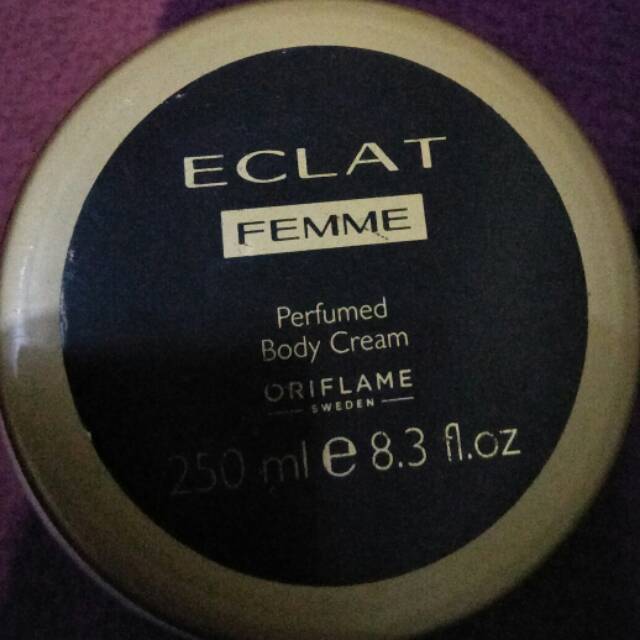 ECLAT
FEMME
Perfumed
Body Cream
ORIFLAME
SWEDEN
250 ml e 8.3 fl.oz